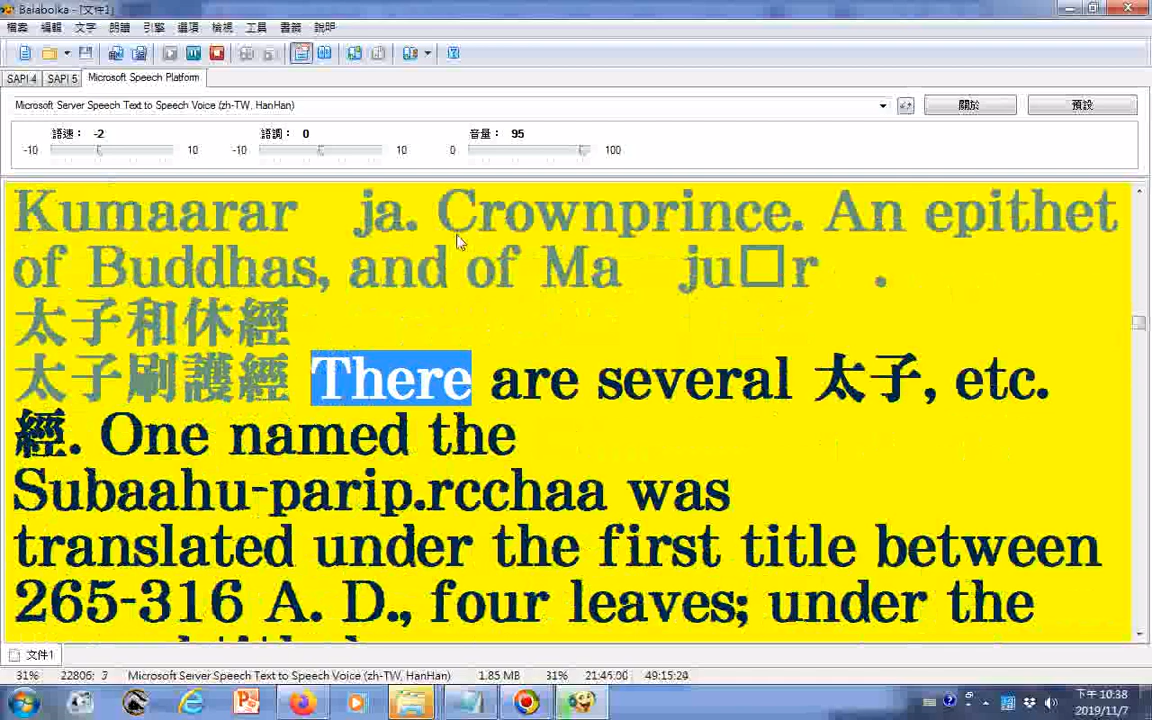 Balabolka - [文件1]
檔案 編輯 文字 朗讀 引擎 選項 檢視 工具 書籤 說明
SAPI 4 SAPI 5 Microsoft Speech Platform
Microsoft Server Speech Text to Speech Voice (zh-TW, HanHan) 關於 預設
語速： -2 語調： 0 音量： 95
-10 10 -10 10 0 100
Kumaarar ja. Crownprince. An epithet
of Buddhas, and of Ma ju□r .
太子和休經
太子刷護經 There are several 太子, etc.
經. One named the
Subaahu-parip.rcchaa was
translated under the first title between
265-316 A. D., four leaves; under the
文件1
31% 22806: 3 Microsoft Server Speech Text to Speech Voice (zh-TW, HanHan) 1.85 MB 31% 21:45:00 49:15:20
下午 10:38
2019/11/7